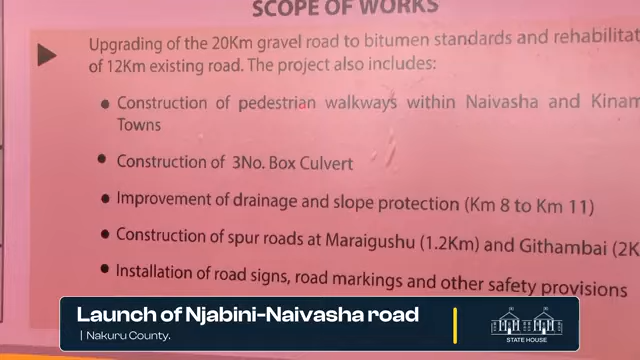 SCOPE OF WORKS
Upgrading of the 20Km gravel road to bitumen standards and rehabilitat
of 12Km existing road. The project also includes:
Construction of pedestrian walkways within Naivasha and Kinam
Towns
Construction of 3No. Box Culvert
Improvement of drainage and slope protection (Km 8 to Km 11)
Construction of spur roads at Maraigushu (1.2Km) and Githambai (2K
Installation of road signs, road markings and other safety provisions
Launch of Njabini-Naivasha road
| Nakuru County.
STATE HOUSE